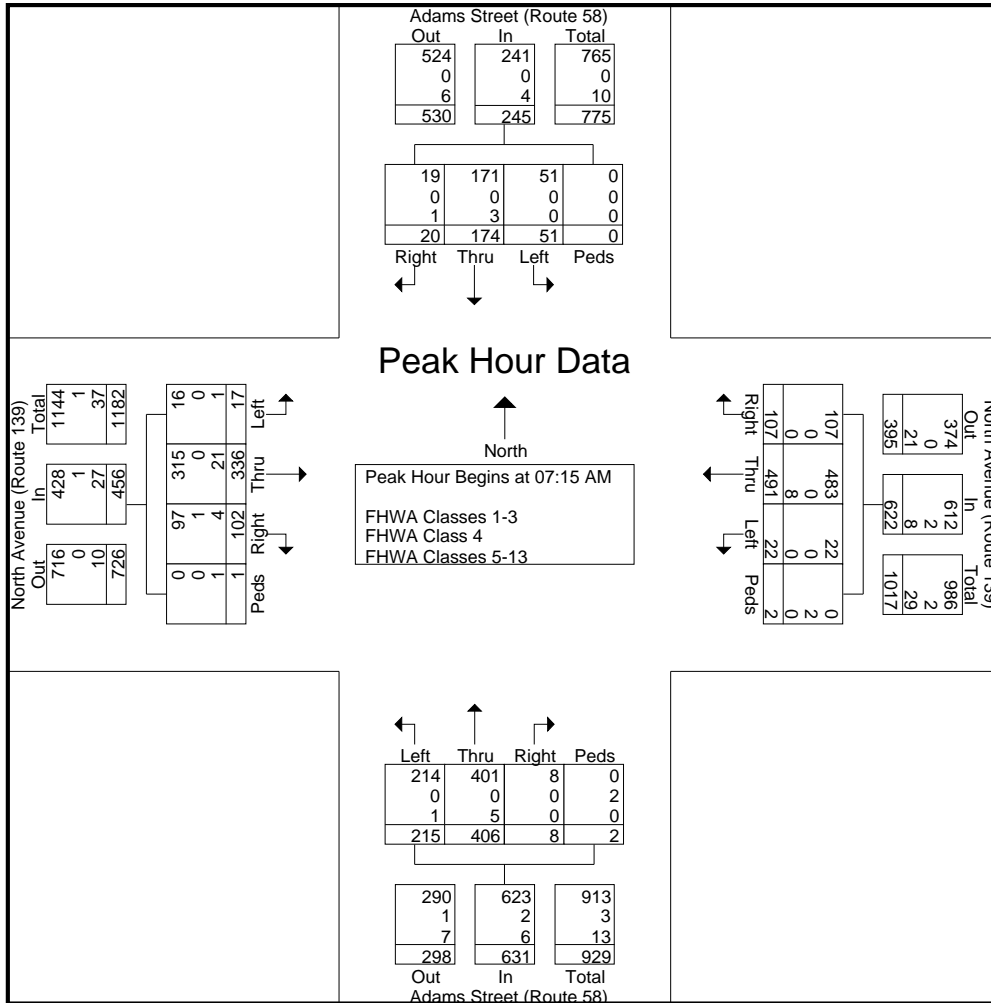 Adams Street (Route 58)
Out In Total
524 241 765
0 0 0
6 4 10
530 245 775
19 171 51 0
0 0 0 0
1 3 0 0
20 174 51 0
Right Thru Left Peds
Peak Hour Data
North
Peak Hour Begins at 07:15 AM
FHWA Classes 1-3
FHWA Class 4
FHWA Classes 5-13
North Avenue (Route 139)
Out In Total
716 428 1144
0 1 1
10 27 37
726 456 1182
0 97 315 16
0 1 0 0
1 4 21 1
1 102 336 17
Peds Right Thru Left
North Avenue (Route 139)
Out In Total
374 612 986
0 2 2
21 8 29
395 622 1017
107 483 22 0
0 0 0 2
0 8 0 0
107 491 22 2
Right Thru Left Peds
Left Thru Right Peds
214 401 8 0
0 0 0 2
1 5 0 0
215 406 8 2
290 623 913
1 2 3
7 6 13
298 631 929
Out In Total
Adams Street (Route 58)